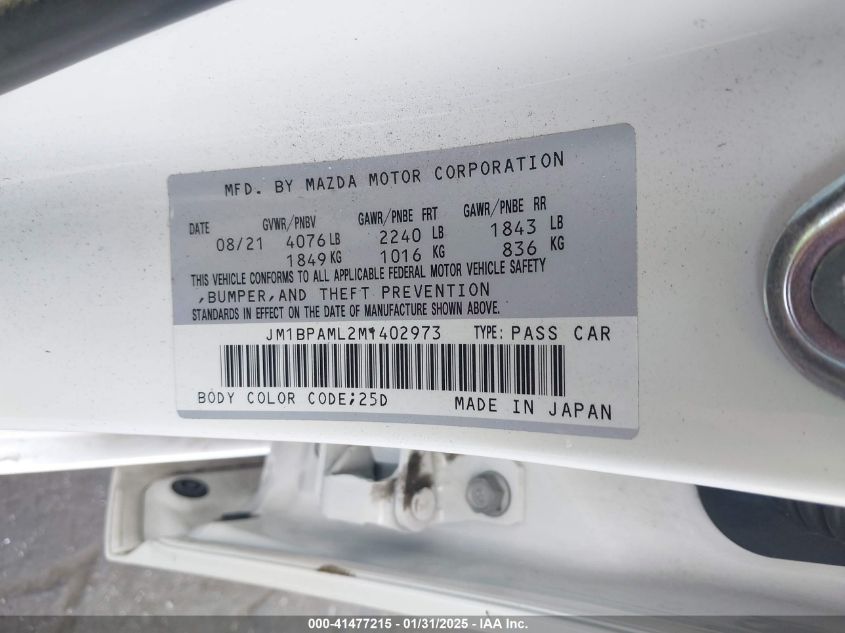 MFD. BY MAZDA MOTOR CORPORATION
DATE GVWR/PNBV GAWR/PNBE FRT GAWR/PNBE RR
08/21 4076 LB 2240 LB 1843 LB
1849 KG 1016 KG 836 KG
THIS VEHICLE CONFORMS TO ALL APPLICABLE FEDERAL MOTOR VEHICLE SAFETY
,BUMPER,AND THEFT PREVENTION
STANDARDS IN EFFECT ON THE DATE OF MANUFACTURE SHOWN ABOVE.
JM1BPAML2M1402973 TYPE: PASS CAR
BODY COLOR CODE;25D MADE IN JAPAN
000-41477215 - 01/31/2025 - IAA Inc.